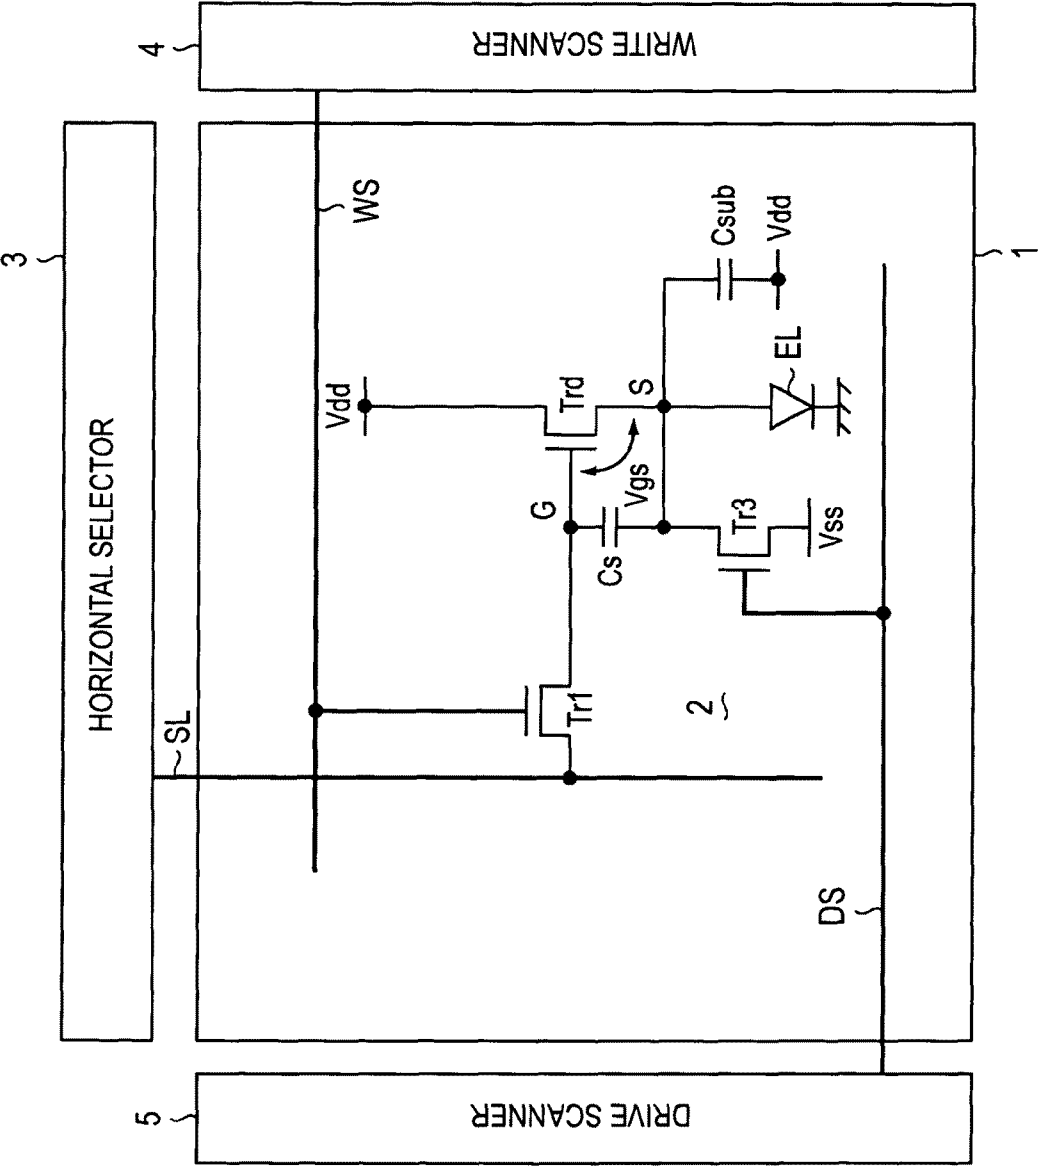 3
HORIZONTAL SELECTOR
4
WRITE SCANNER
SL
WS
Vdd
Trd
G
S
Csub
Vgs
Cs
Tr1
Vdd
EL
Tr3
Vss
2
1
DS
5
DRIVE SCANNER